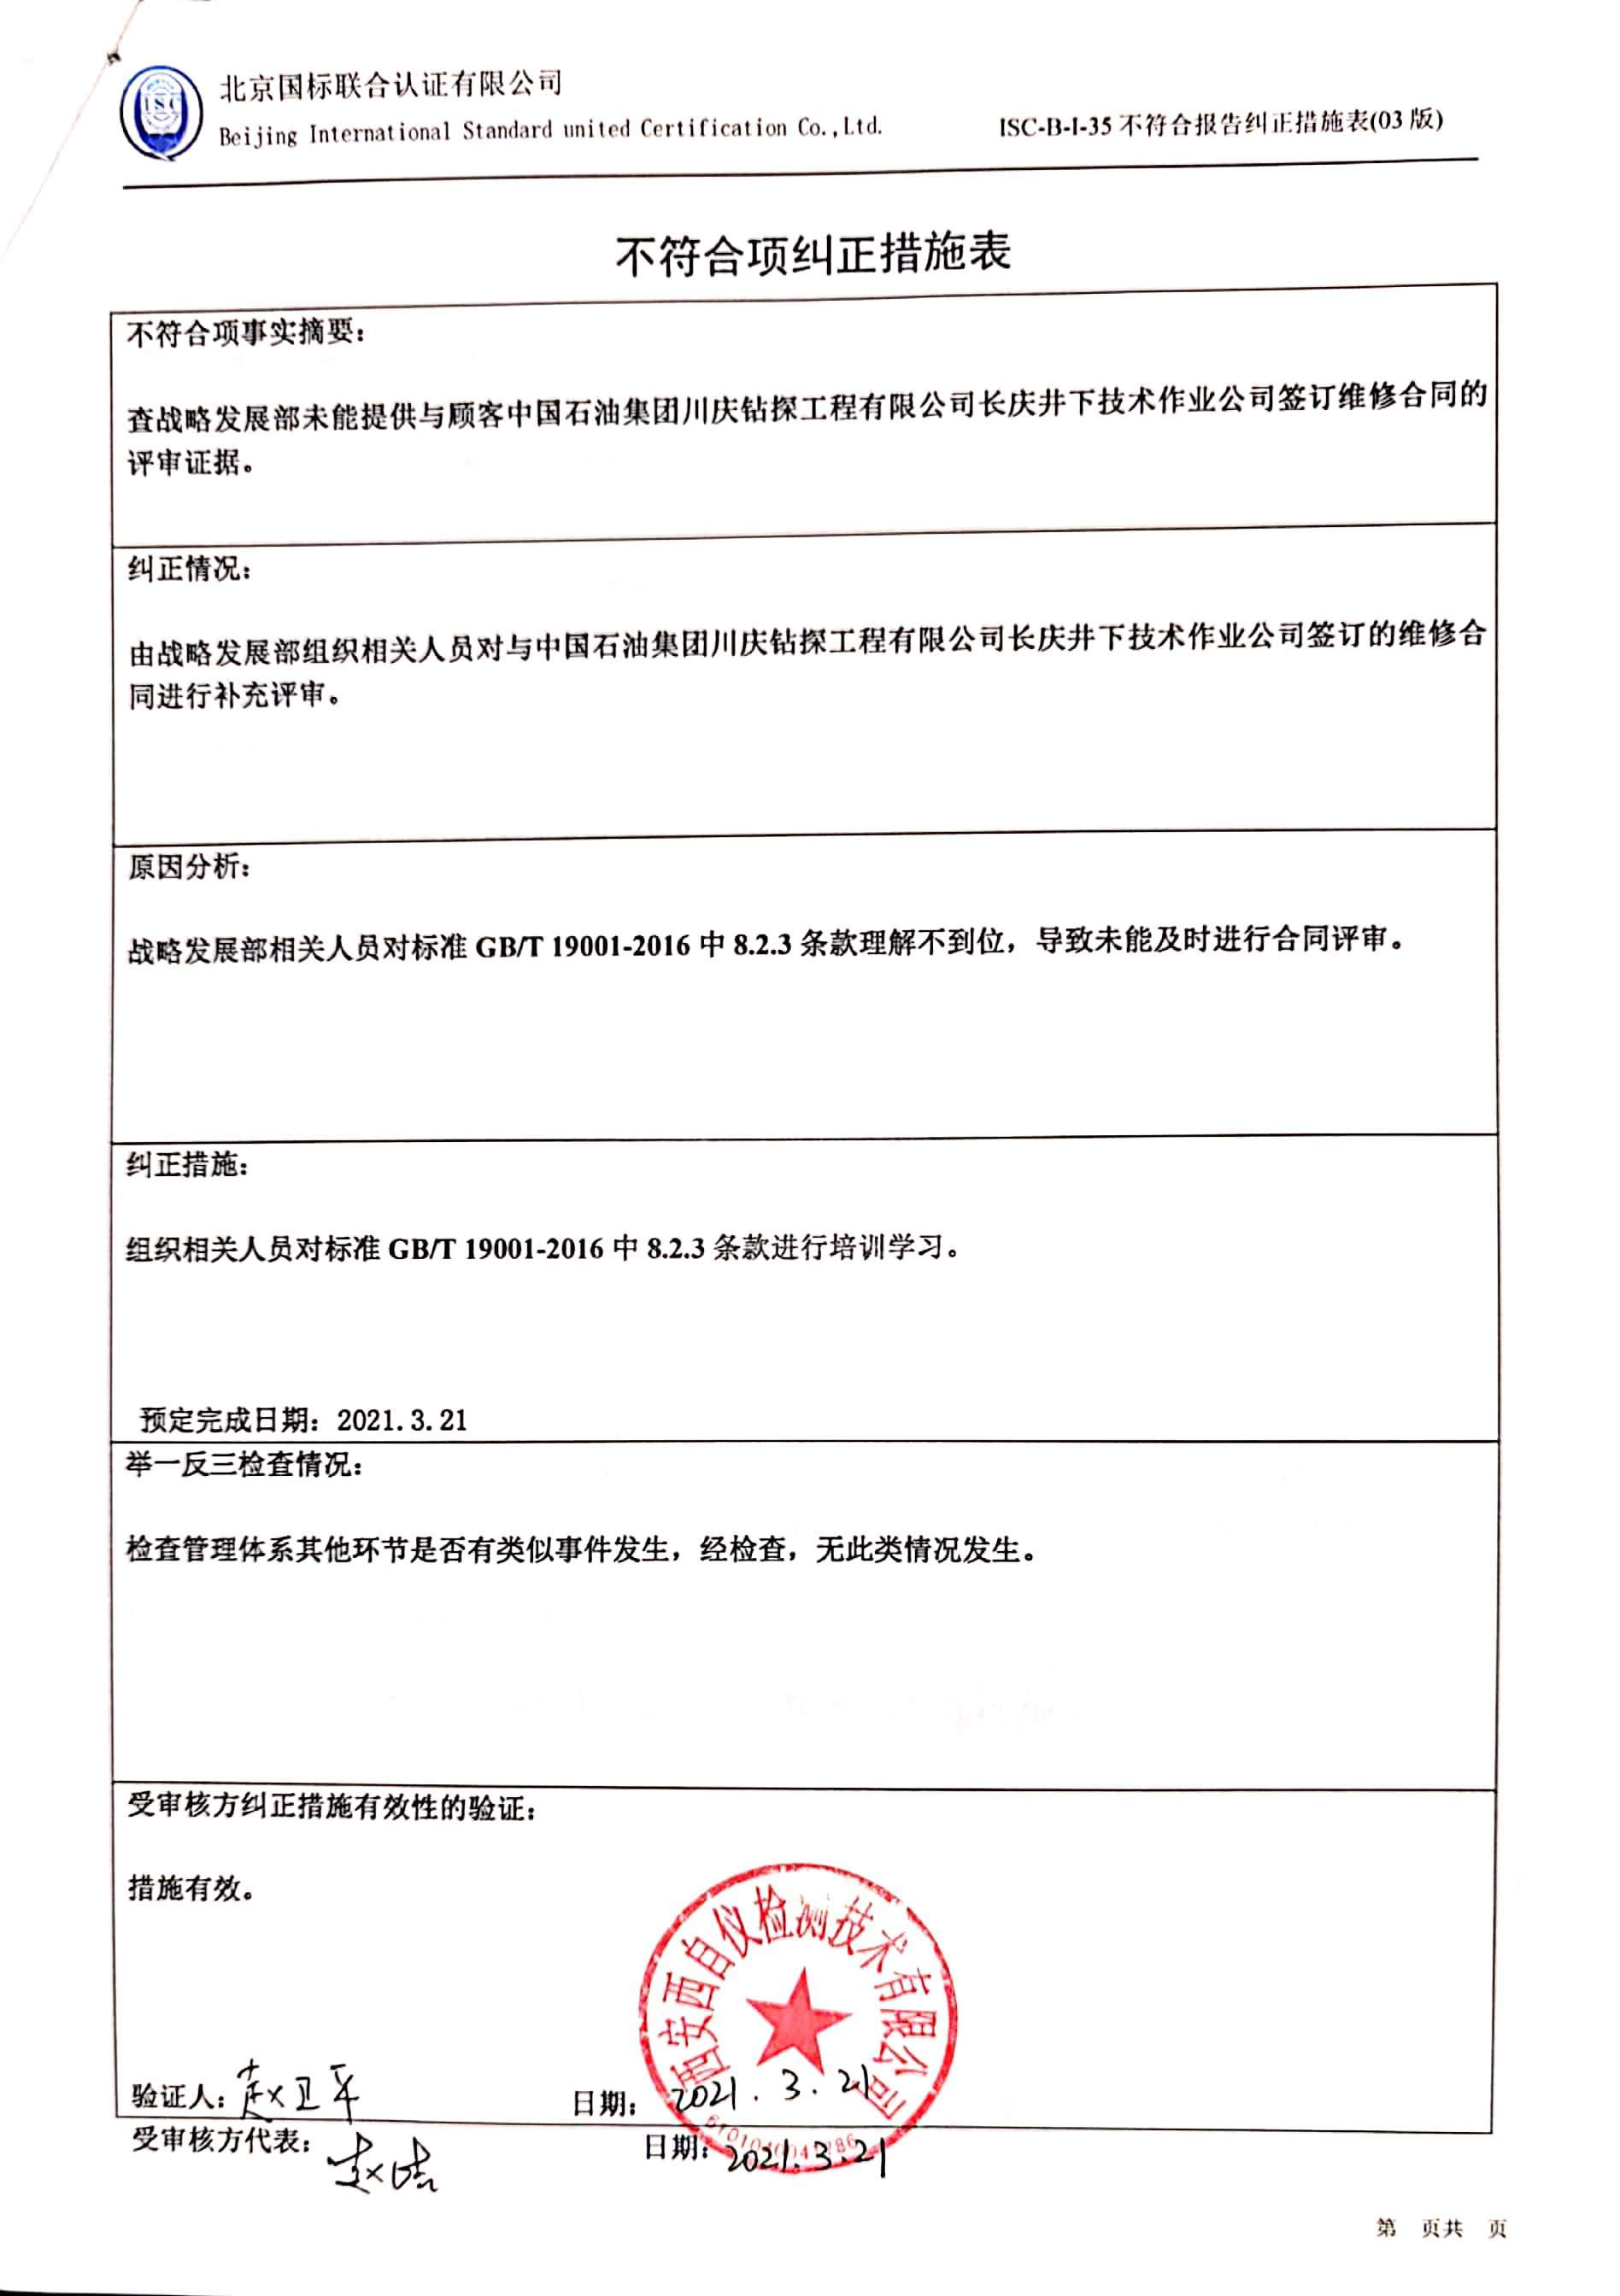 ISC
北京国标联合认证有限公司
Beijing International Standard united Certification Co.,Ltd.
ISC-B-I-35 不符合报告纠正措施表(03 版)
不符合项纠正措施表
不符合项事实摘要：
查战略发展部未能提供与顾客中国石油集团川庆钻探工程有限公司长庆井下技术作业公司签订维修合同的
评审证据。
纠正情况：
由战略发展部组织相关人员对与中国石油集团川庆钻探工程有限公司长庆井下技术作业公司签订的维修合
同进行补充评审。
原因分析：
战略发展部相关人员对标准 GB/T 19001-2016 中 8.2.3 条款理解不到位，导致未能及时进行合同评审。
纠正措施：
组织相关人员对标准 GB/T 19001-2016 中 8.2.3 条款进行培训学习。
预定完成日期：2021.3.21
举一反三检查情况：
检查管理体系其他环节是否有类似事件发生，经检查，无此类情况发生。
受审核方纠正措施有效性的验证：
措施有效。
西安西自仪检测技术有限公司
验证人：赵卫平
日期：2021.3.21
受审核方代表：赵
日期：2021.3.21
第 页共 页